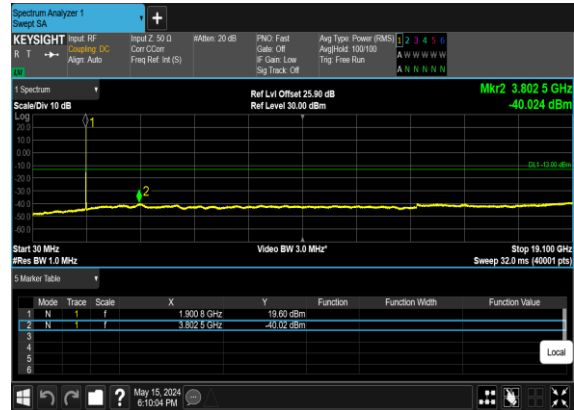 Spectrum Analyzer 1
Swept SA
+
KEYSIGHT Input: RF Input Z: 50 Ω #Atten: 20 dB PNO: Fast Avg Type: Power (RMS) 1 2 3 4 5 6
R T Coupling: DC Corr CCorr Gate: Off Avg|Hold: 100/100 A W W W W W
Align: Auto Freq Ref: Int (S) IF Gain: Low Trig: Free Run
Sig Track: Off A N N N N N
1 Spectrum Ref Lvl Offset 25.90 dB Mkr2 3.802 5 GHz
Scale/Div 10 dB Ref Level 30.00 dBm -40.024 dBm
Log
20.0
10.0
0.00
-10.0
DL1 -13.00 dBm
-20.0
-30.0
-40.0
-50.0
-60.0
1
2
Start 30 MHz Video BW 3.0 MHz* Stop 19.100 GHz
#Res BW 1.0 MHz Sweep 32.0 ms (40001 pts)
5 Marker Table
Mode Trace Scale X Y Function Function Width Function Value
1 N 1 f 1.900 8 GHz 19.60 dBm
2 N 1 f 3.802 5 GHz -40.02 dBm
3
4
5
6
Local
? May 15, 2024
6:10:04 PM